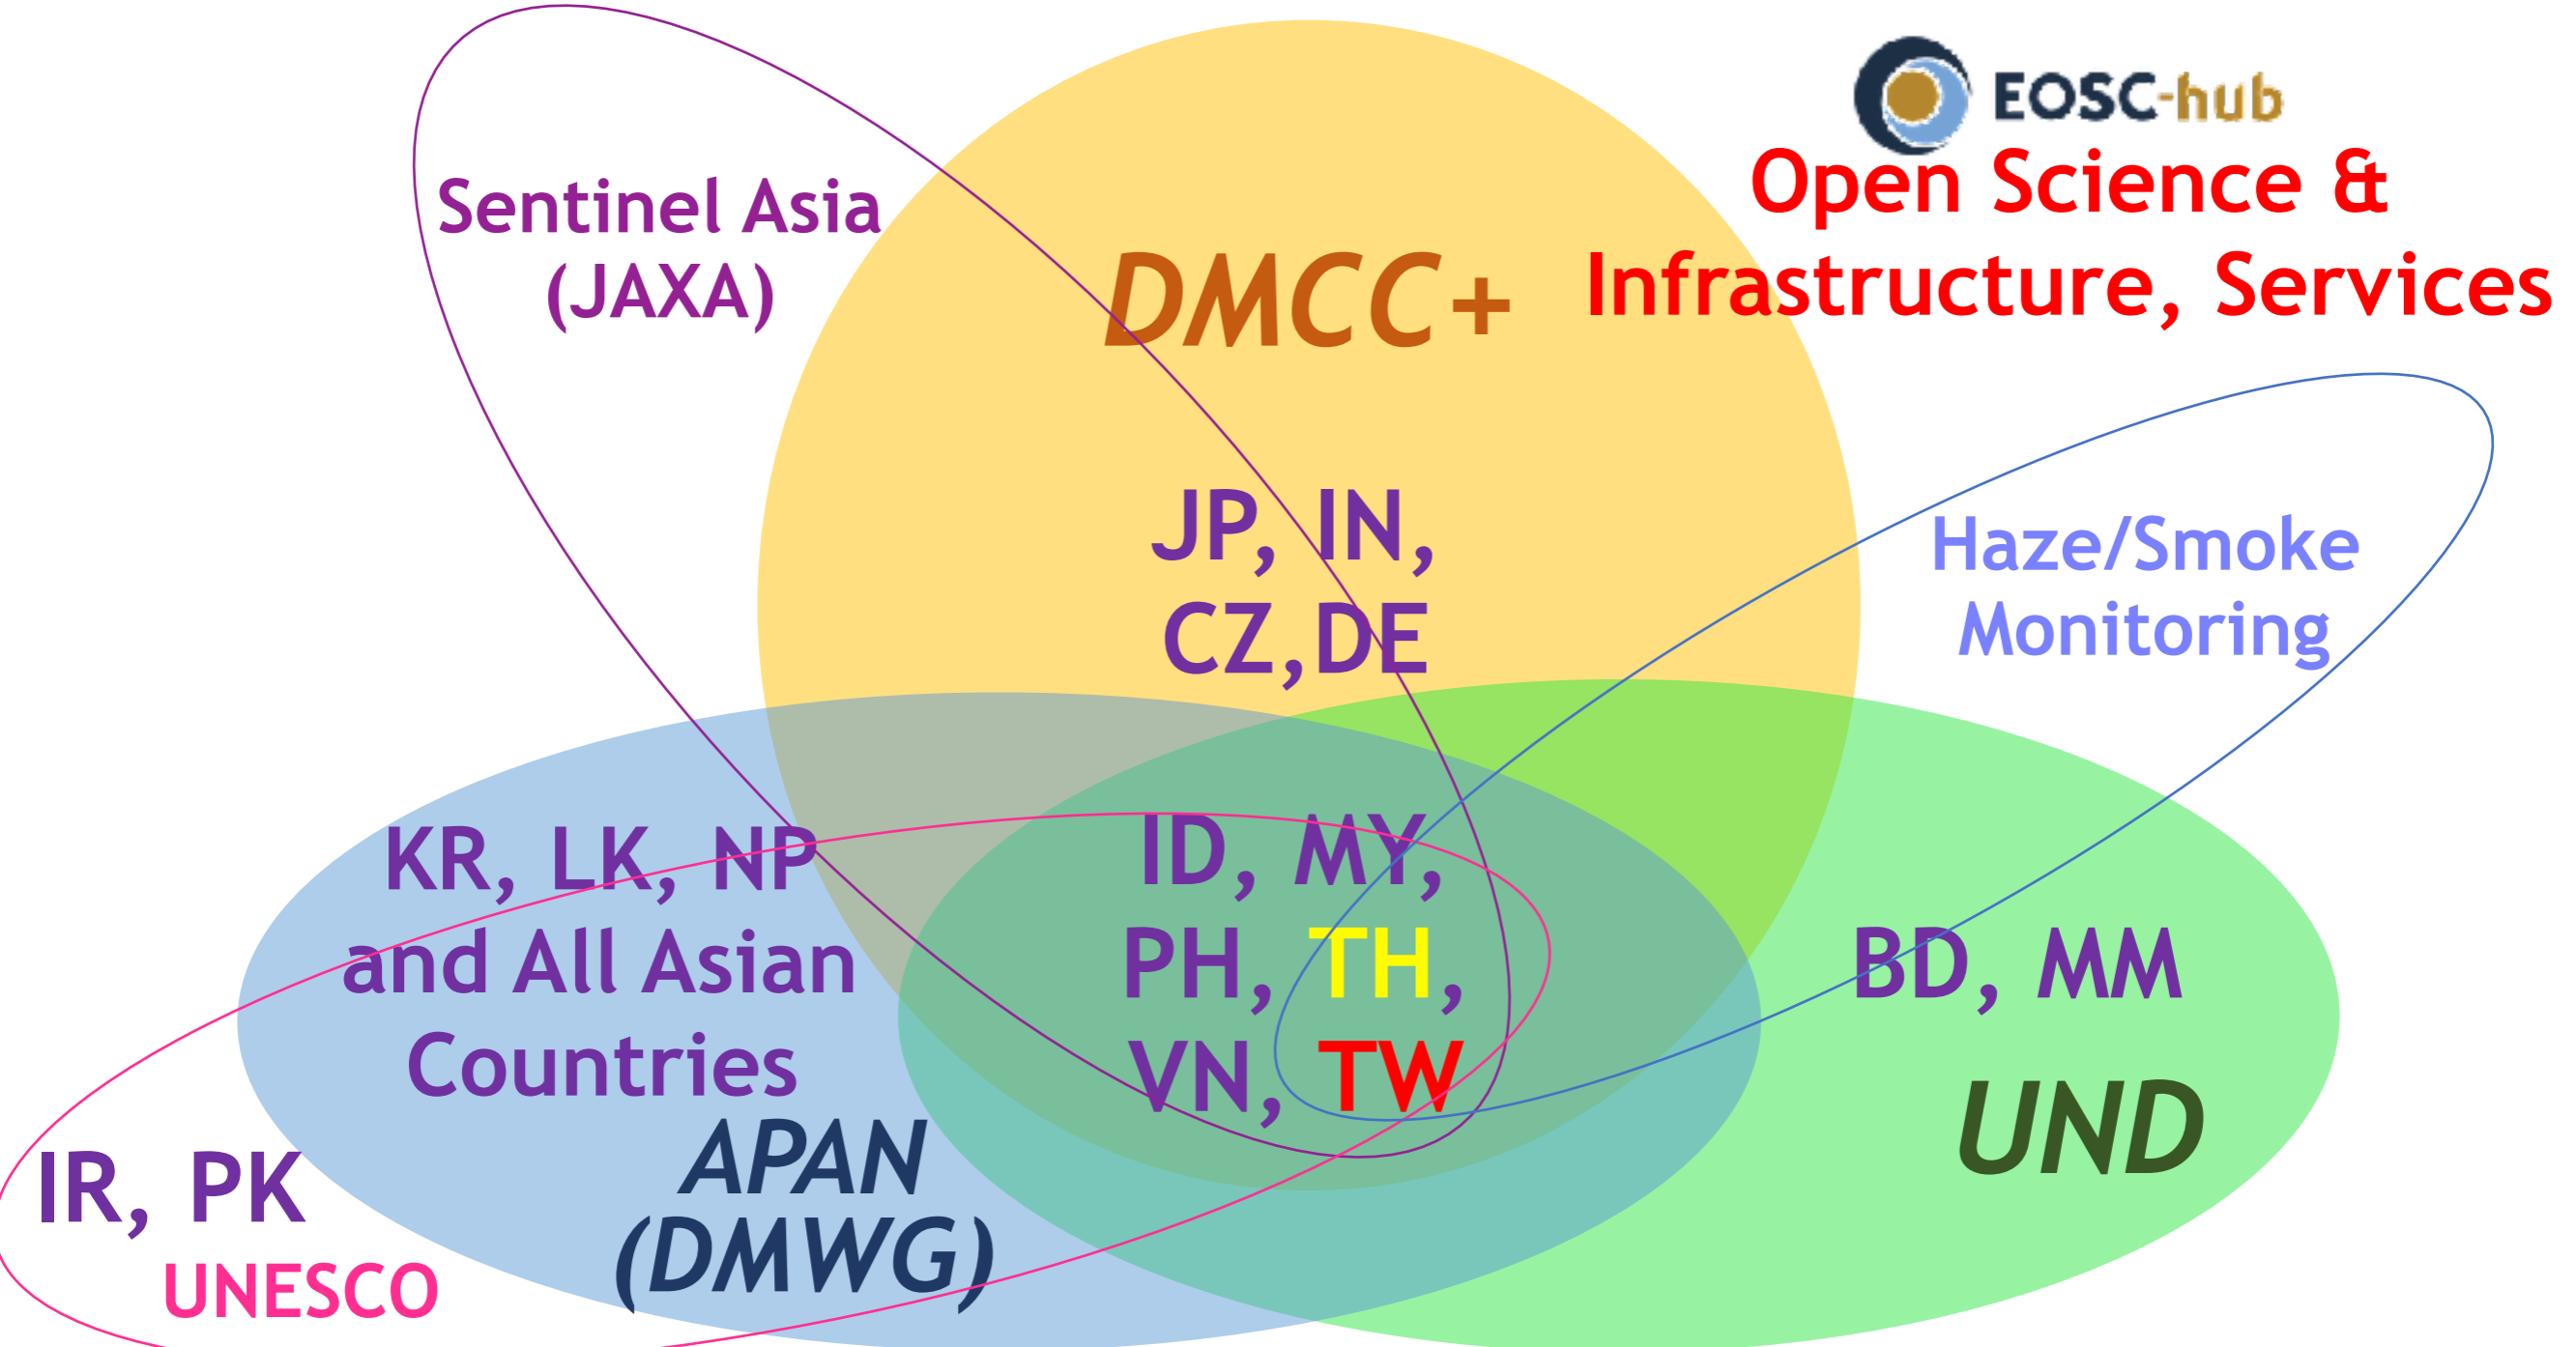 EOSC-hub
Open Science &
Infrastructure, Services
Sentinel Asia
(JAXA)
DMCC+
JP, IN,
CZ,DE
Haze/Smoke
Monitoring
KR, LK, NP
and All Asian
Countries
APAN
(DMWG)
ID, MY,
PH, TH,
VN, TW
BD, MM
UND
IR, PK
UNESCO